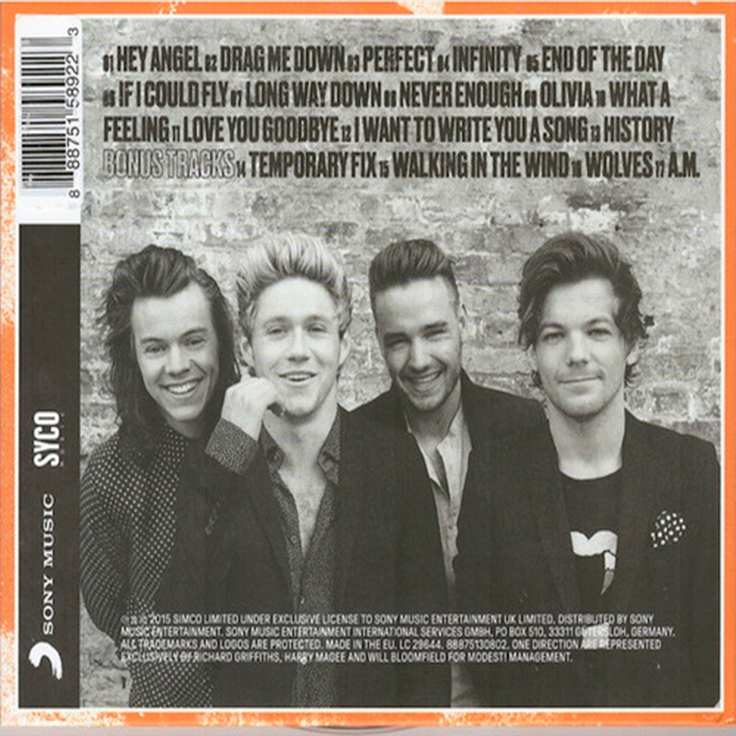 01 HEY ANGEL 02 DRAG ME DOWN 03 PERFECT 04 INFINITY 05 END OF THE DAY
06 IF I COULD FLY 07 LONG WAY DOWN 08 NEVER ENOUGH 09 OLIVIA 10 WHAT A
FEELING 11 LOVE YOU GOODBYE 12 I WANT TO WRITE YOU A SONG 13 HISTORY
BONUS TRACKS 14 TEMPORARY FIX 15 WALKING IN THE WIND 16 WOLVES 17 A.M.
8 88751 58922 3
SYCO
SONY MUSIC
℗ & © 2015 SIMCO LIMITED UNDER EXCLUSIVE LICENSE TO SONY MUSIC ENTERTAINMENT UK LIMITED. DISTRIBUTED BY SONY
MUSIC ENTERTAINMENT. SONY MUSIC ENTERTAINMENT INTERNATIONAL SERVICES GMBH, PO BOX 510, 33311 GUTERSLOH, GERMANY.
ALL TRADEMARKS AND LOGOS ARE PROTECTED. MADE IN THE EU. LC 29644. 88875130802. ONE DIRECTION ARE REPRESENTED
EXCLUSIVELY BY RICHARD GRIFFITHS, HARRY MAGEE AND WILL BLOOMFIELD FOR MODEST! MANAGEMENT.